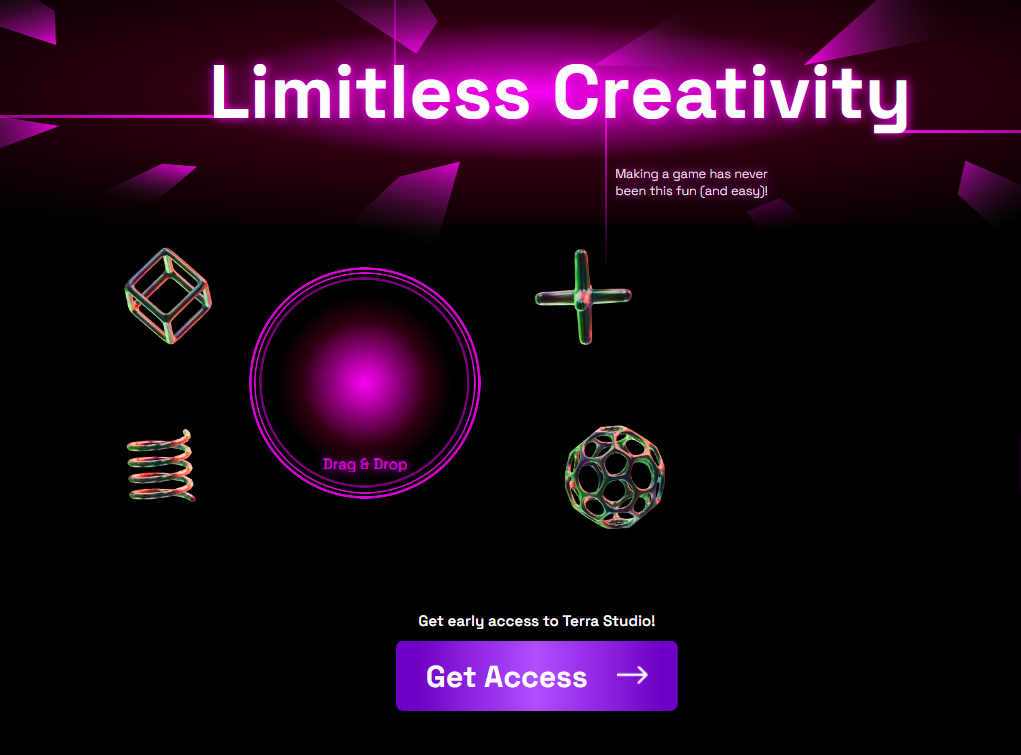 Limitless Creativity
Making a game has never
been this fun (and easy)!
Drag & Drop
Get early access to Terra Studio!
Get Access